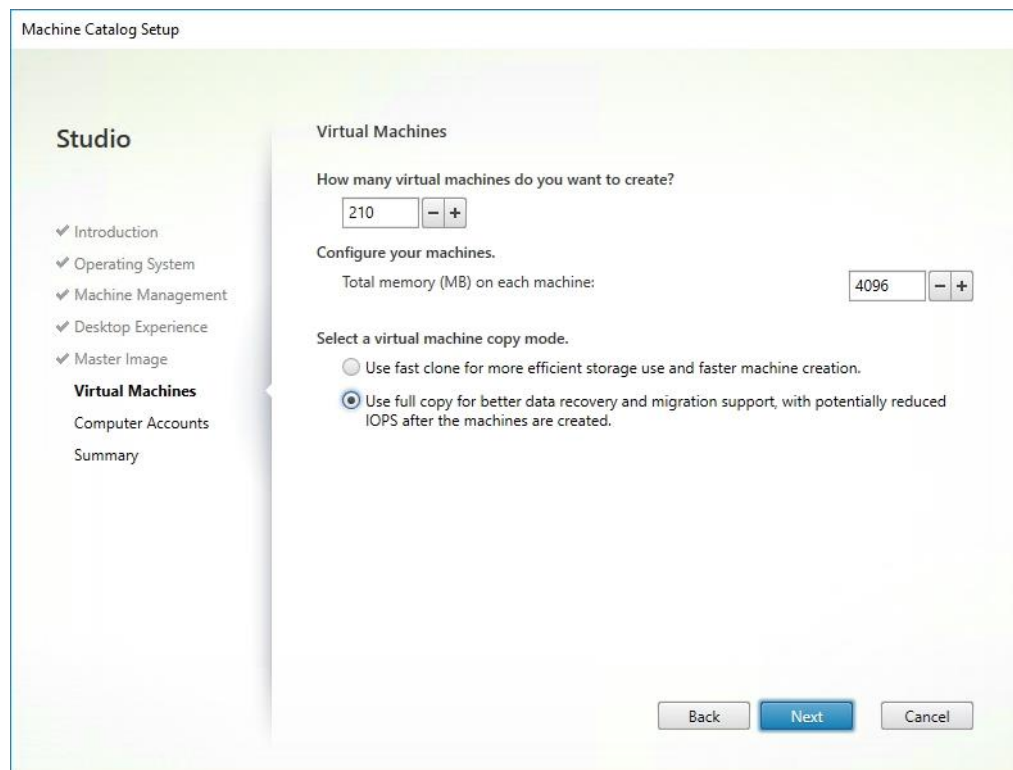 Machine Catalog Setup
Studio
Introduction
Operating System
Machine Management
Desktop Experience
Master Image
Virtual Machines
Computer Accounts
Summary
Virtual Machines
How many virtual machines do you want to create?
210
- +
Configure your machines.
Total memory (MB) on each machine:
4096
- +
Select a virtual machine copy mode.
Use fast clone for more efficient storage use and faster machine creation.
Use full copy for better data recovery and migration support, with potentially reduced
IOPS after the machines are created.
Back
Next
Cancel